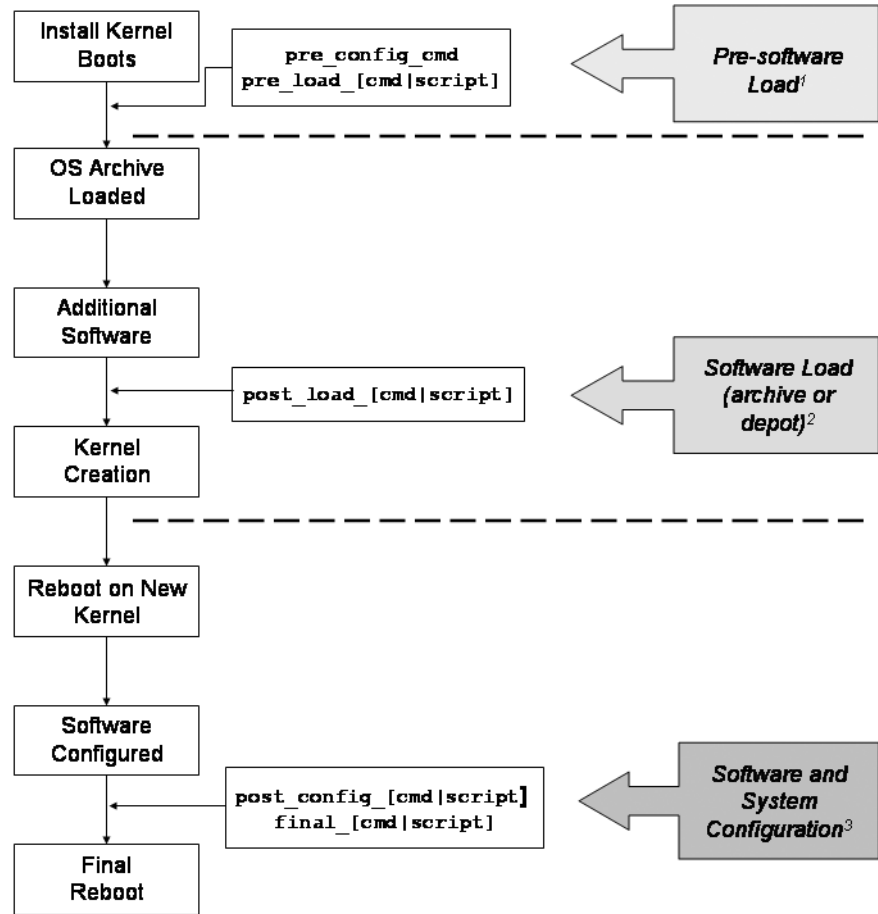 Install Kernel
Boots
pre_config_cmd
pre_load_[cmd|script]
Pre-software
Load1
OS Archive
Loaded
Additional
Software
post_load_[cmd|script]
Software Load
(archive or
depot)2
Kernel
Creation
Reboot on New
Kernel
Software
Configured
post_config_[cmd|script]
final_[cmd|script]
Software and
System
Configuration3
Final
Reboot